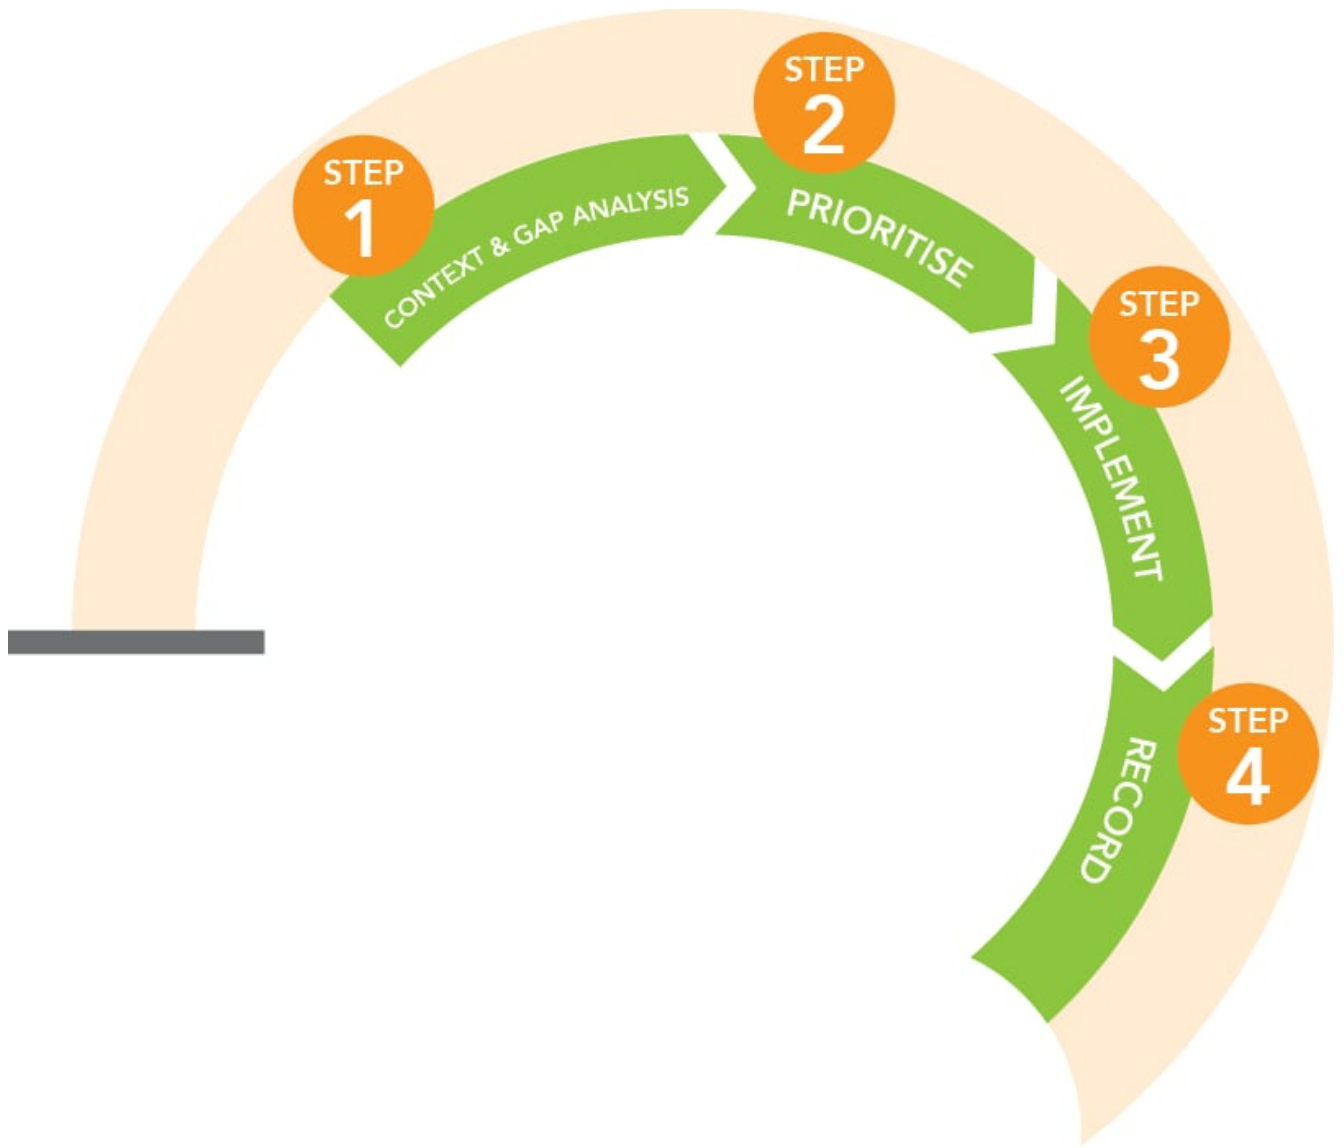 STEP
1
CONTEXT & GAP ANALYSIS
STEP
2
PRIORITISE
STEP
3
IMPLEMENT
STEP
4
RECORD